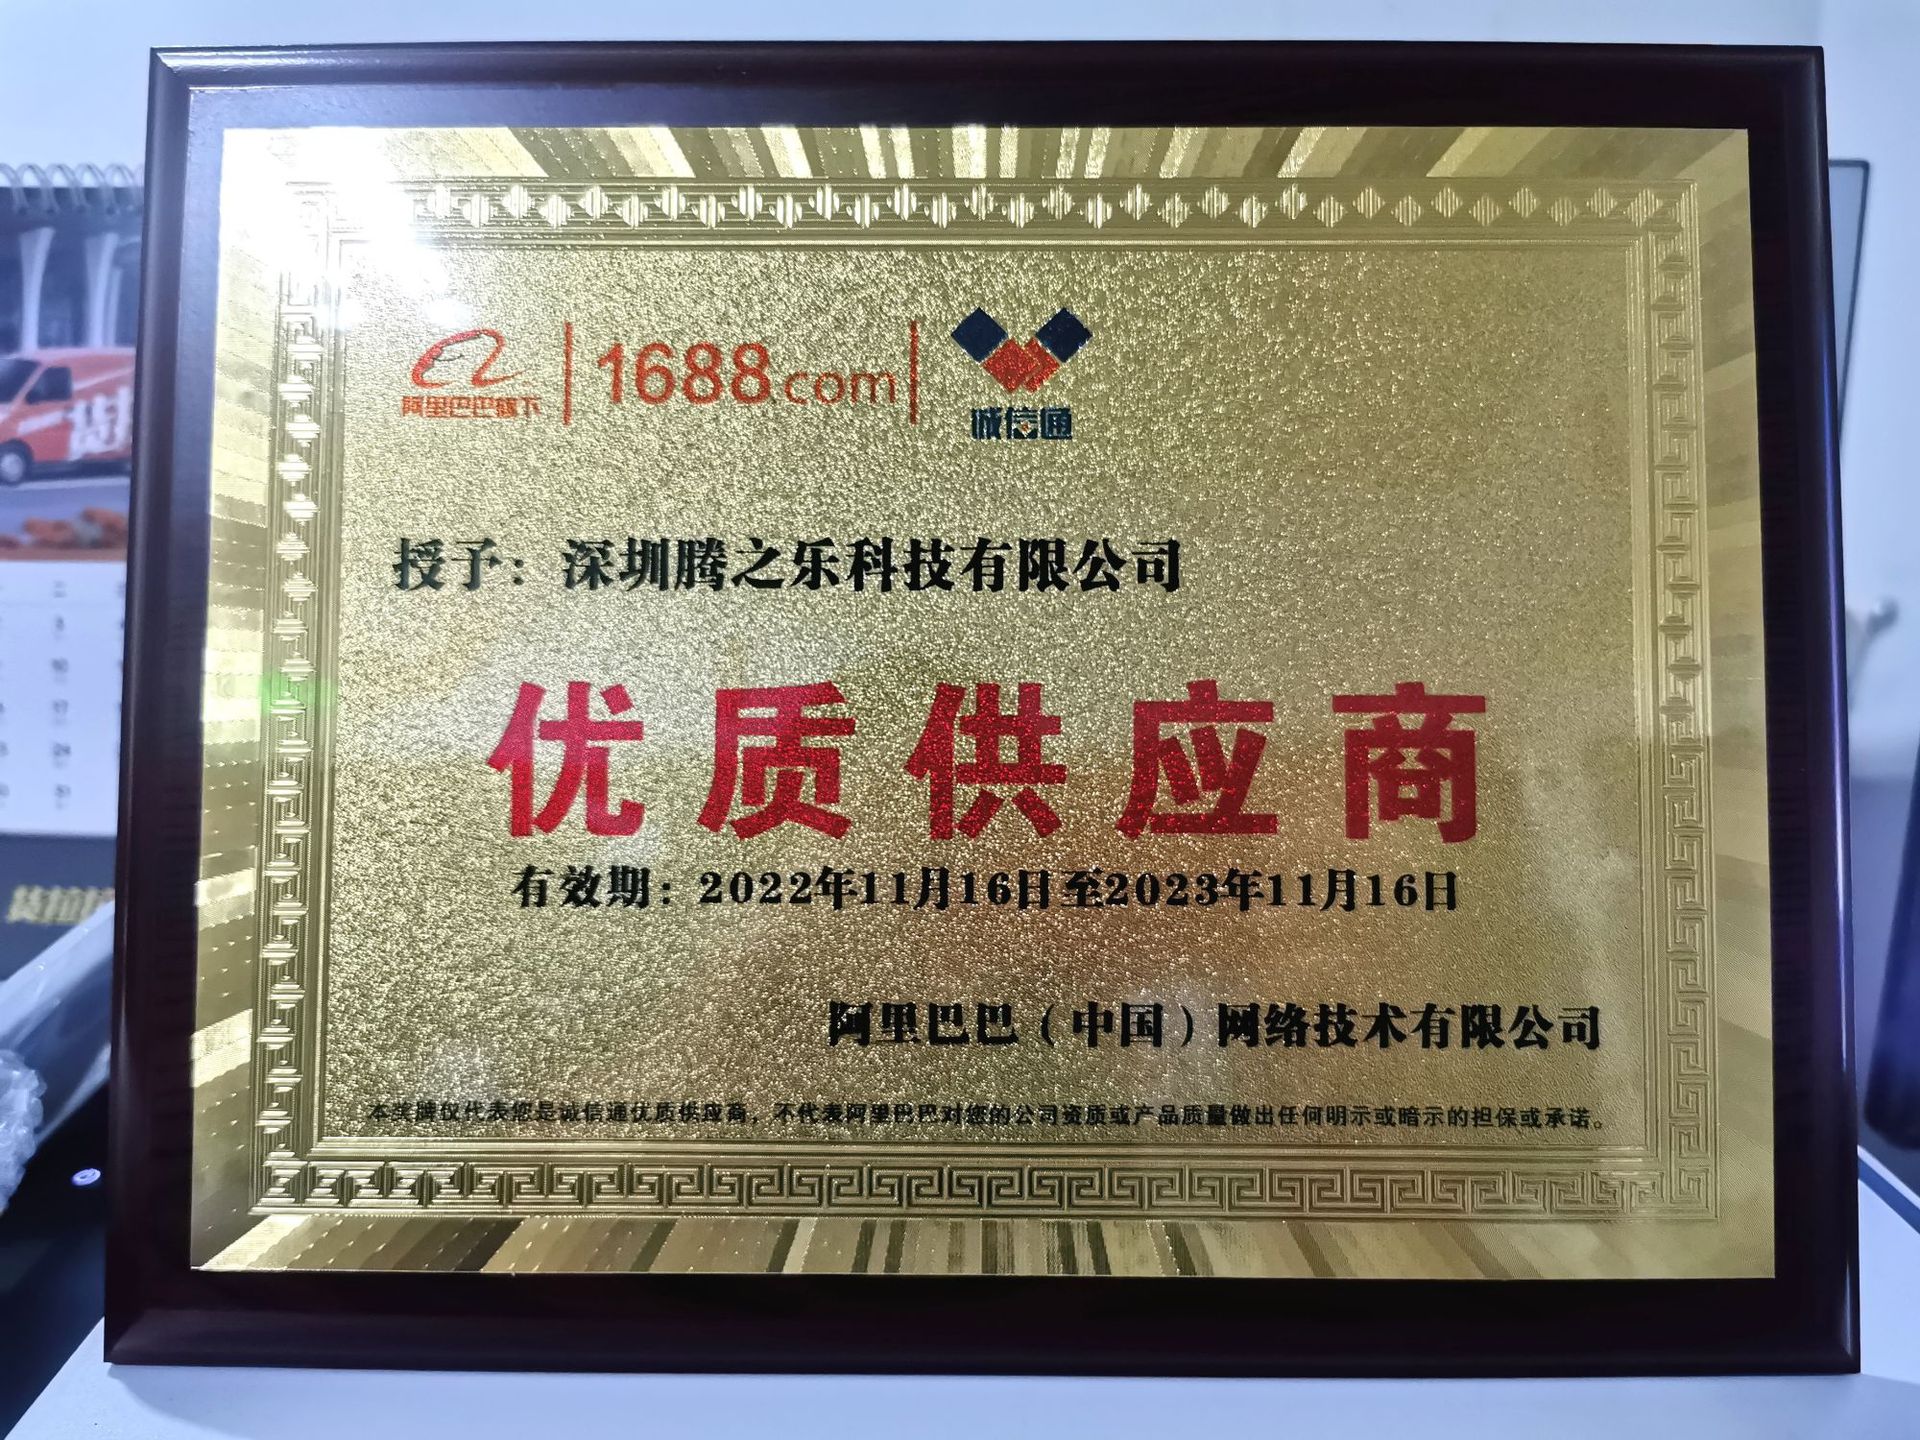 阿里巴巴旗下 1688.com 诚信通
授予：深圳腾之乐科技有限公司
优质供应商
有效期：2022年11月16日至2023年11月16日
阿里巴巴（中国）网络技术有限公司
本奖牌仅代表您是诚信通优质供应商，不代表阿里巴巴对您的公司资质或产品质量做出任何明示或暗示的担保或承诺。